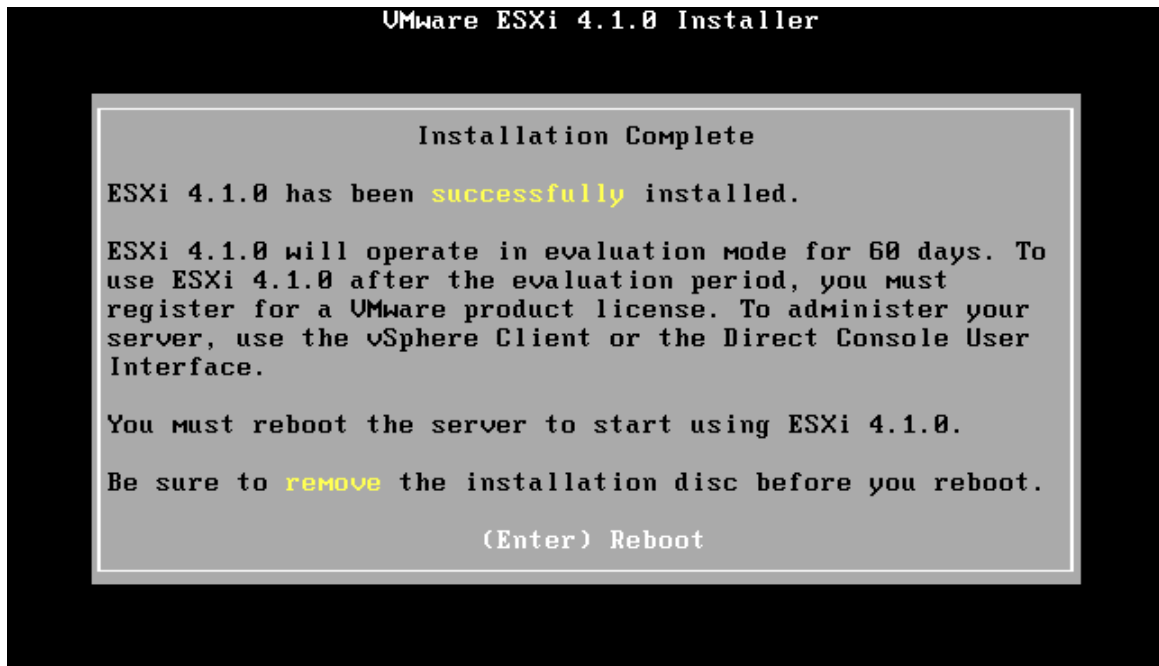 VMware ESXi 4.1.0 Installer
Installation Complete
ESXi 4.1.0 has been successfully installed.
ESXi 4.1.0 will operate in evaluation mode for 60 days. To
use ESXi 4.1.0 after the evaluation period, you must
register for a VMware product license. To administer your
server, use the vSphere Client or the Direct Console User
Interface.
You must reboot the server to start using ESXi 4.1.0.
Be sure to remove the installation disc before you reboot.
(Enter) Reboot